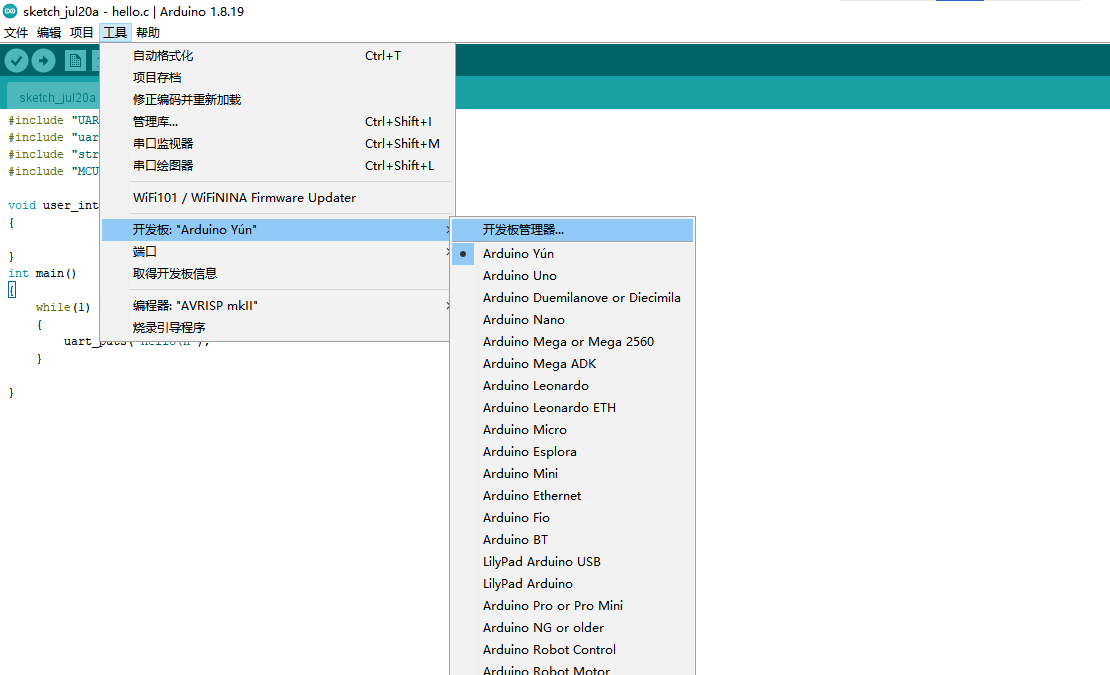 sketch_jul20a - hello.c | Arduino 1.8.19
文件 编辑 项目 工具 帮助
sketch_jul20a
自动格式化 Ctrl+T
项目存档
修正编码并重新加载
管理库... Ctrl+Shift+I
串口监视器 Ctrl+Shift+M
串口绘图器 Ctrl+Shift+L
WiFi101 / WiFiNINA Firmware Updater
开发板: "Arduino Yún"
端口
取得开发板信息
编程器: "AVRISP mkII"
烧录引导程序
开发板管理器...
Arduino Yún
Arduino Uno
Arduino Duemilanove or Diecimila
Arduino Nano
Arduino Mega or Mega 2560
Arduino Mega ADK
Arduino Leonardo
Arduino Leonardo ETH
Arduino Micro
Arduino Esplora
Arduino Mini
Arduino Ethernet
Arduino Fio
Arduino BT
LilyPad Arduino USB
LilyPad Arduino
Arduino Pro or Pro Mini
Arduino NG or older
Arduino Robot Control
Arduino Robot Motor
#include "UAR
#include "uar
#include "str
#include "MCU
void user_int
{
}
int main()
{
while(1)
{
uart_puts("hello\n");
}
}